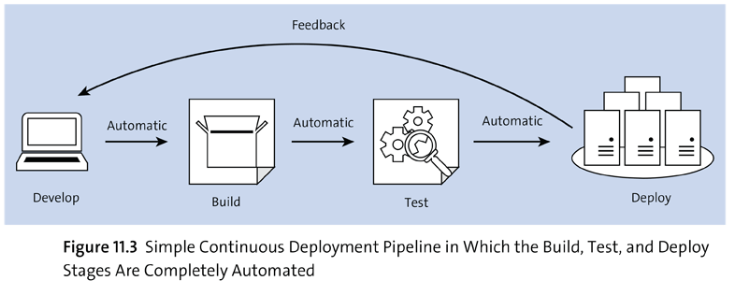 Feedback
Automatic
Automatic
Automatic
Develop
Build
Test
Deploy
Figure 11.3 Simple Continuous Deployment Pipeline in Which the Build, Test, and Deploy
Stages Are Completely Automated